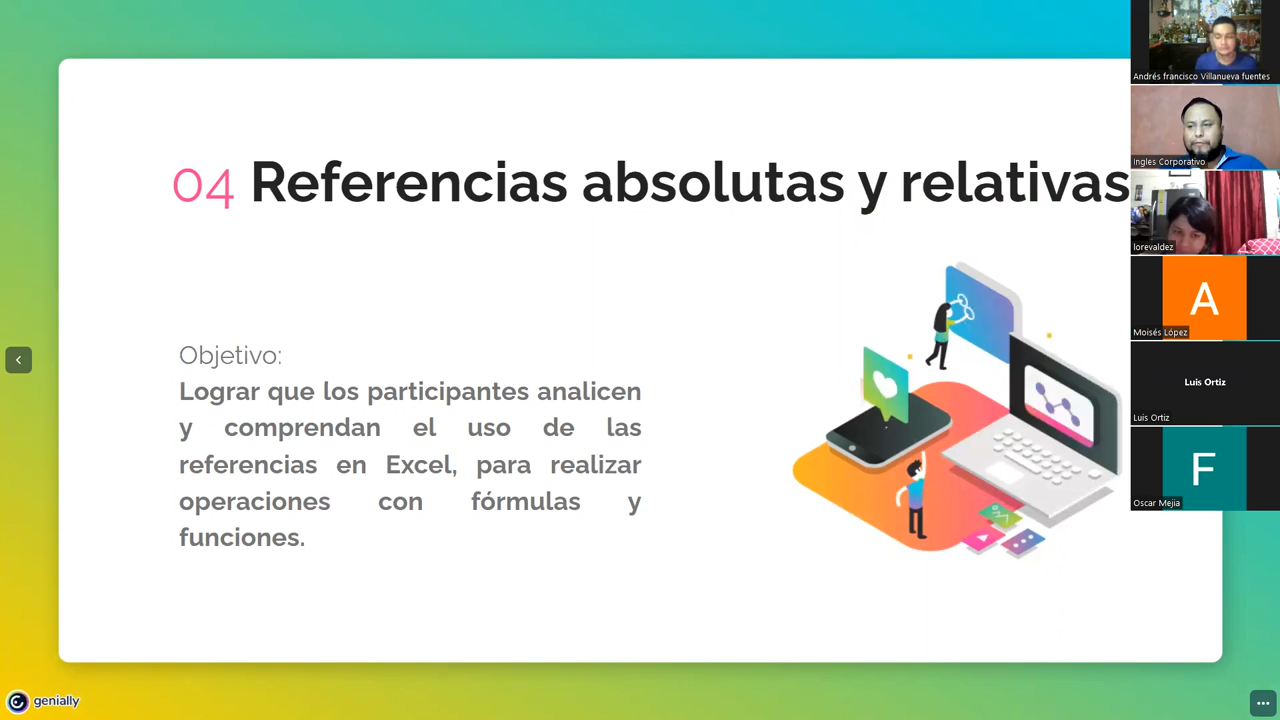 04 Referencias absolutas y relativas
Objetivo:
Lograr que los participantes analicen
y comprendan el uso de las
referencias en Excel, para realizar
operaciones con fórmulas y
funciones.
genially
Andrés francisco Villanueva fuentes
Ingles Corporativo
lorevaldez
A
Moisés López
Luis Ortiz
Luis Ortiz
F
Oscar Mejia